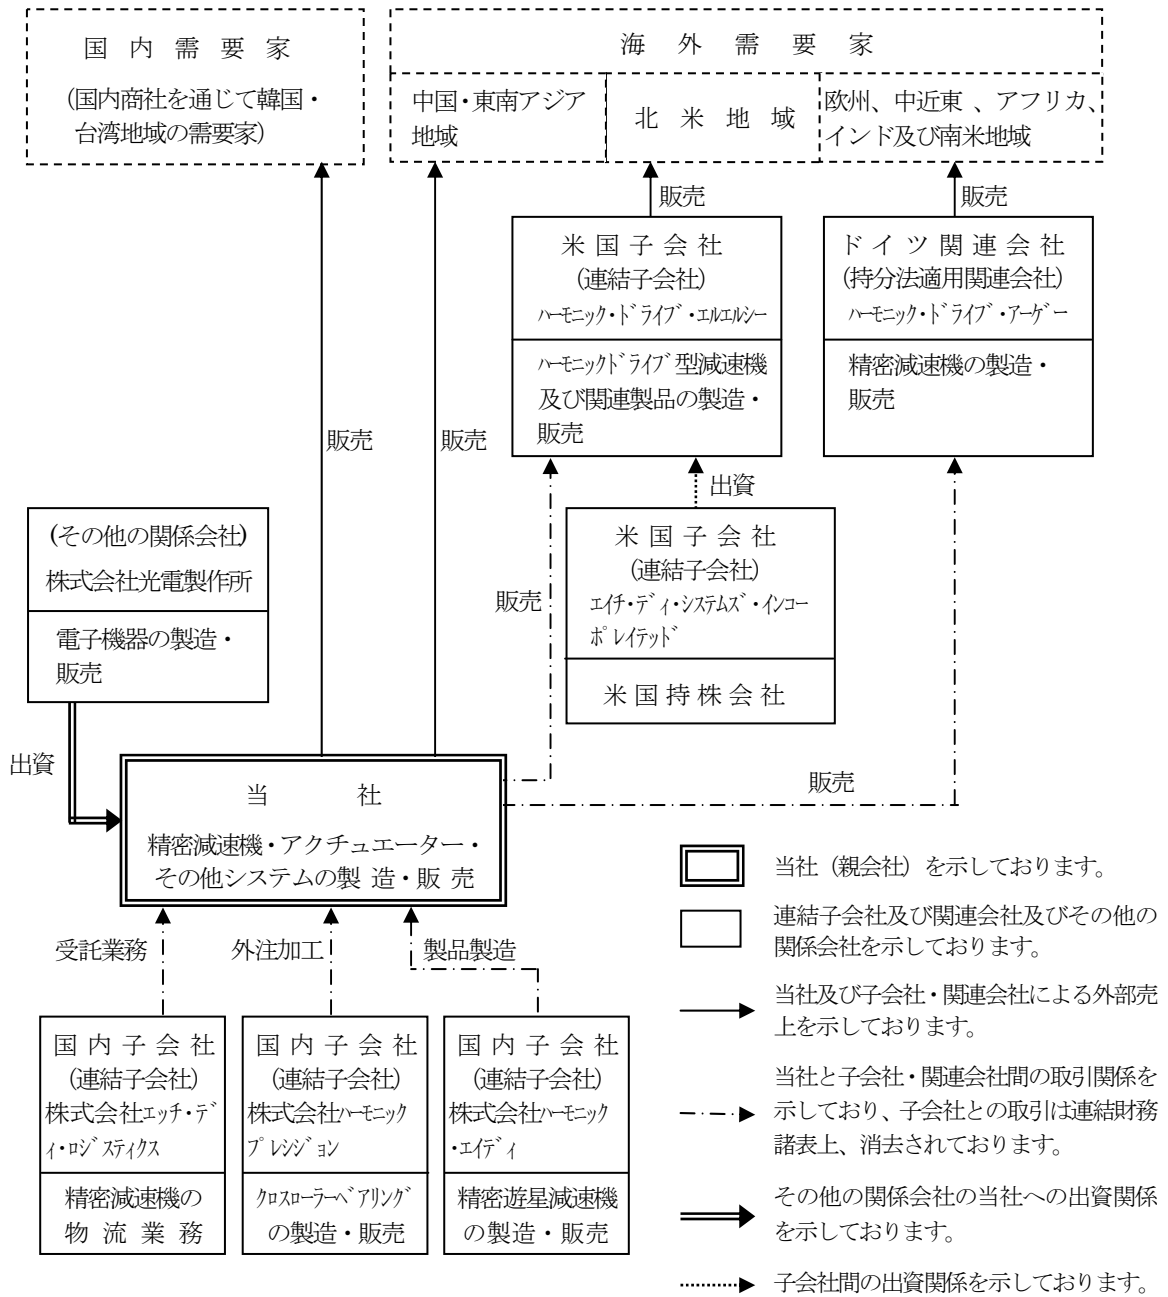 国内需要家
(国内商社を通じて韓国・
台湾地域の需要家)
海外需要家
中国・東南アジア
地域
北米地域
欧州、中近東 、アフリカ、
インド及び南米地域
販売
販売
米国子会社
(連結子会社)
ﾊｰﾓﾆｯｸ・ﾄﾞﾗｲﾌﾞ・ｴﾙｴﾙｼｰ
ﾊｰﾓﾆｯｸﾄﾞﾗｲﾌﾞ型減速機
及び関連製品の製造・
販売
ドイツ関連会社
(持分法適用関連会社)
ﾊｰﾓﾆｯｸ・ﾄﾞﾗｲﾌﾞ・ｱｰｹﾞｰ
精密減速機の製造・
販売
販売
販売
出資
(その他の関係会社)
株式会社光電製作所
電子機器の製造・
販売
販売
米国子会社
(連結子会社)
ｴｲﾁ・ﾃﾞｨ・ｼｽﾃﾑｽﾞ・ｲﾝｺｰ
ﾎﾟﾚｲﾃｯﾄﾞ
米国持株会社
出資
当社
精密減速機・アクチュエーター・
その他システムの製造・販売
販売
受託業務
外注加工
製品製造
国内子会社
(連結子会社)
株式会社ｴｯﾁ・ﾃﾞ
ｨ・ﾛｼﾞｽﾃｨｸｽ
精密減速機の
物流業務
国内子会社
(連結子会社)
株式会社ﾊｰﾓﾆｯｸ
ﾌﾟﾚｼｼﾞｮﾝ
ｸﾛｽﾛｰﾗｰﾍﾞｱﾘﾝｸﾞ
の製造・販売
国内子会社
(連結子会社)
株式会社ﾊｰﾓﾆｯｸ
・ｴｲﾃﾞｨ
精密遊星減速機
の製造・販売
当社（親会社）を示しております。
連結子会社及び関連会社及びその他の
関係会社を示しております。
当社及び子会社・関連会社による外部売
上を示しております。
当社と子会社・関連会社間の取引関係を
示しており、子会社との取引は連結財務
諸表上、消去されております。
その他の関係会社の当社への出資関係
を示しております。
子会社間の出資関係を示しております。